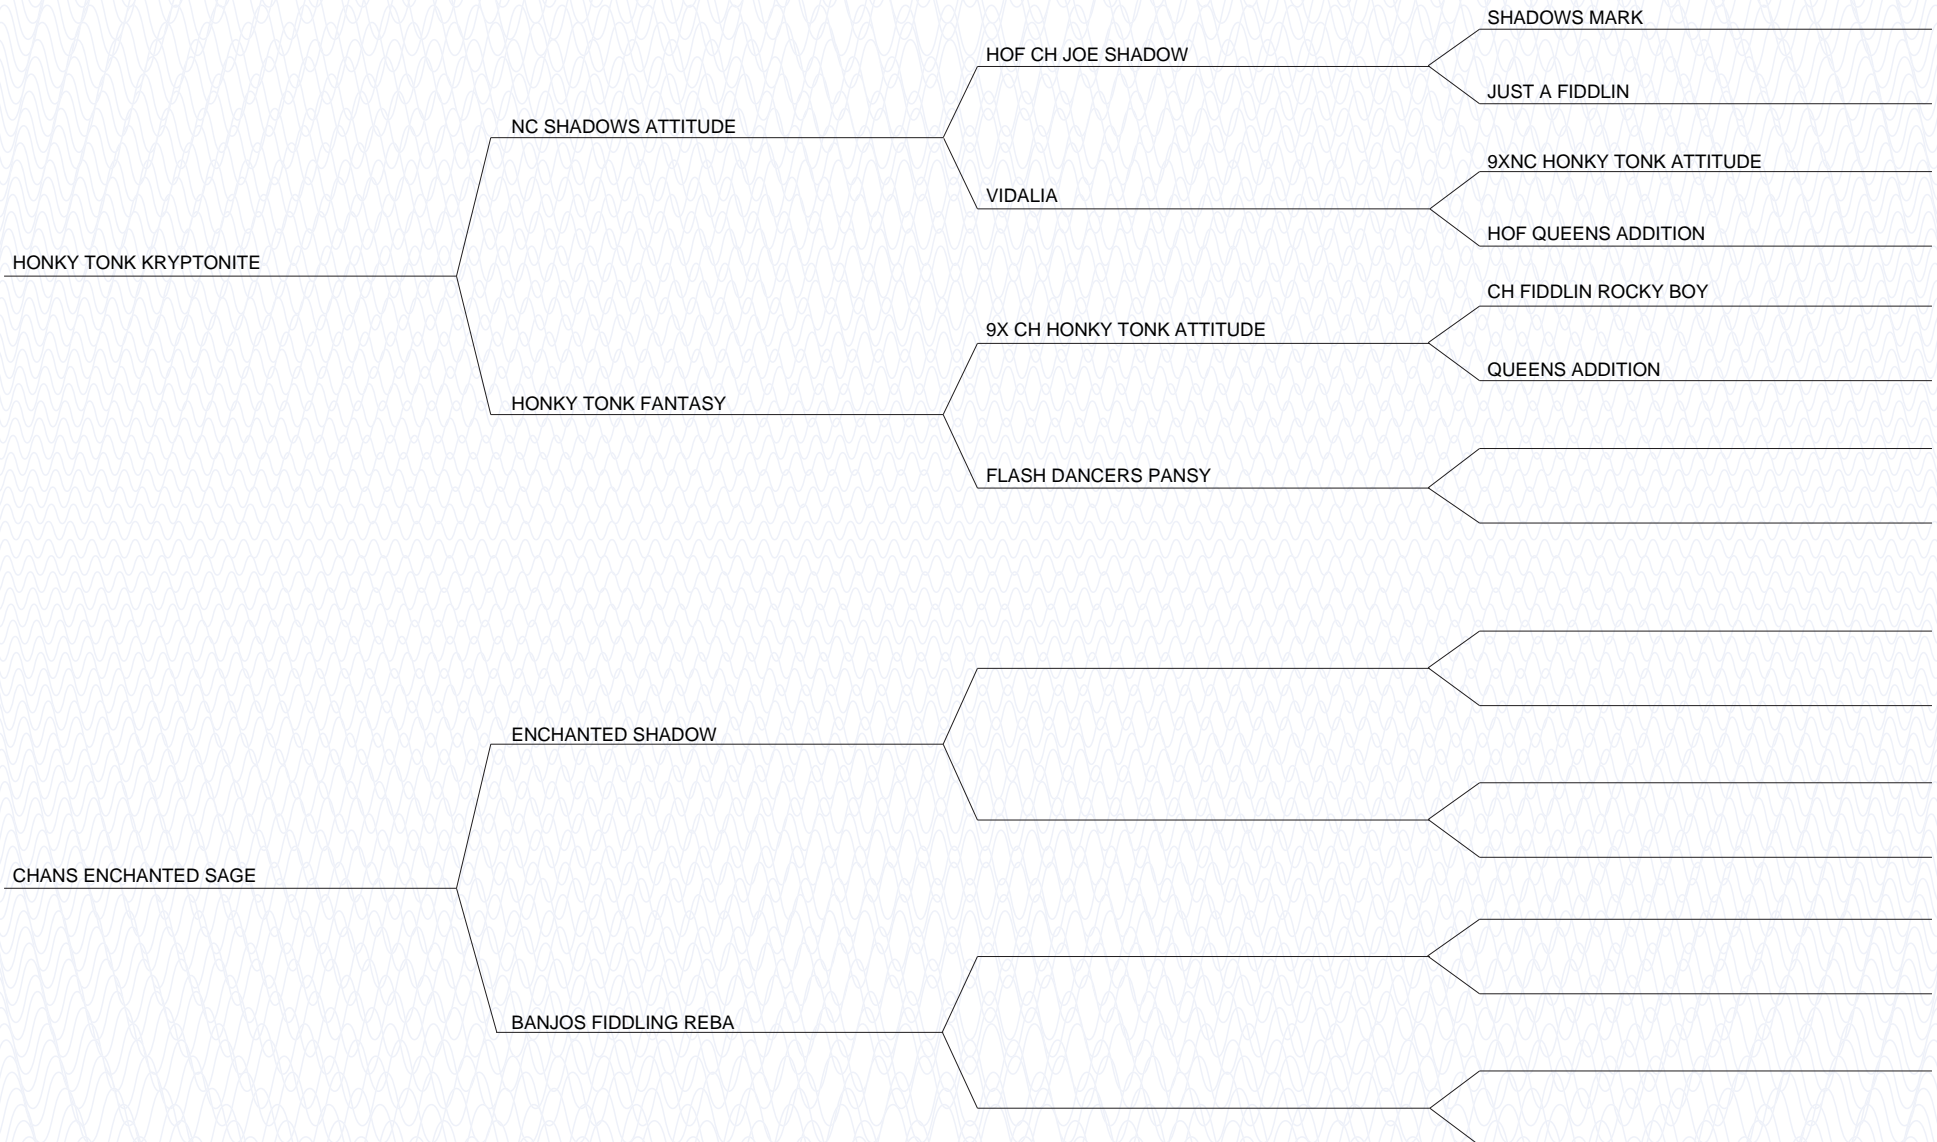 SHADOWS MARK
HOF CH JOE SHADOW
JUST A FIDDLIN
NC SHADOWS ATTITUDE
9XNC HONKY TONK ATTITUDE
VIDALIA
HOF QUEENS ADDITION
HONKY TONK KRYPTONITE
CH FIDDLIN ROCKY BOY
9X CH HONKY TONK ATTITUDE
QUEENS ADDITION
HONKY TONK FANTASY
FLASH DANCERS PANSY
ENCHANTED SHADOW
CHANS ENCHANTED SAGE
BANJOS FIDDLING REBA